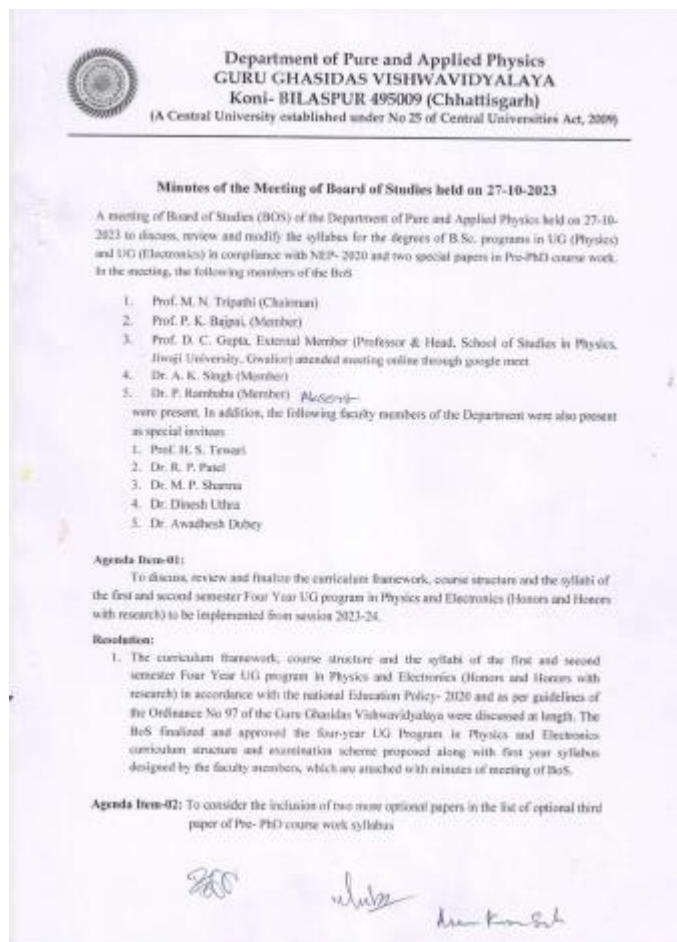 Department of Pure and Applied Physics
GURU GHASIDAS VISHWAVIDYALAYA
Koni- BILASPUR 495009 (Chhattisgarh)
(A Central University established under No 25 of Central Universities Act, 2009)
Minutes of the Meeting of Board of Studies held on 27-10-2023
A meeting of Board of Studies (BOS) of the Department of Pure and Applied Physics held on 27-10-
2023 to discuss, review and modify the syllabus for the degrees of B.Sc. programs in UG (Physics)
and UG (Electronics) in compliance with NEP- 2020 and two special papers in Pre-PhD course work.
In the meeting, the following members of the BoS
1. Prof. M. N. Tripathi (Chairman)
2. Prof. P. K. Bajpai, (Member)
3. Prof. D. C. Gupta, External Member (Professor & Head, School of Studies in Physics,
Jiwaji University, Gwalior) attended meeting online through google meet
4. Dr. A. K. Singh (Member)
5. Dr. P. Rambabu (Member) Absent
were present. In addition, the following faculty members of the Department were also present
as special invitees
1. Prof. H. S. Tewari
2. Dr. R. P. Patel
3. Dr. M. P. Sharma
4. Dr. Dinesh Uthra
5. Dr. Awadhesh Dubey
Agenda Item-01:
To discuss, review and finalize the curriculum framework, course structure and the syllabi of
the first and second semester Four Year UG program in Physics and Electronics (Honors and Honors
with research) to be implemented from session 2023-24.
Resolution:
1. The curriculum framework, course structure and the syllabi of the first and second
semester Four Year UG program in Physics and Electronics (Honors and Honors with
research) in accordance with the national Education Policy- 2020 and as per guidelines of
the Ordinance No 97 of the Guru Ghasidas Vishwavidyalaya were discussed at length. The
BoS finalized and approved the four-year UG Program in Physics and Electronics
curriculum structure and examination scheme proposed along with first year syllabus
designed by the faculty members, which are attached with minutes of meeting of BoS.
Agenda Item-02: To consider the inclusion of two more optional papers in the list of optional third
paper of Pre- PhD course work syllabus